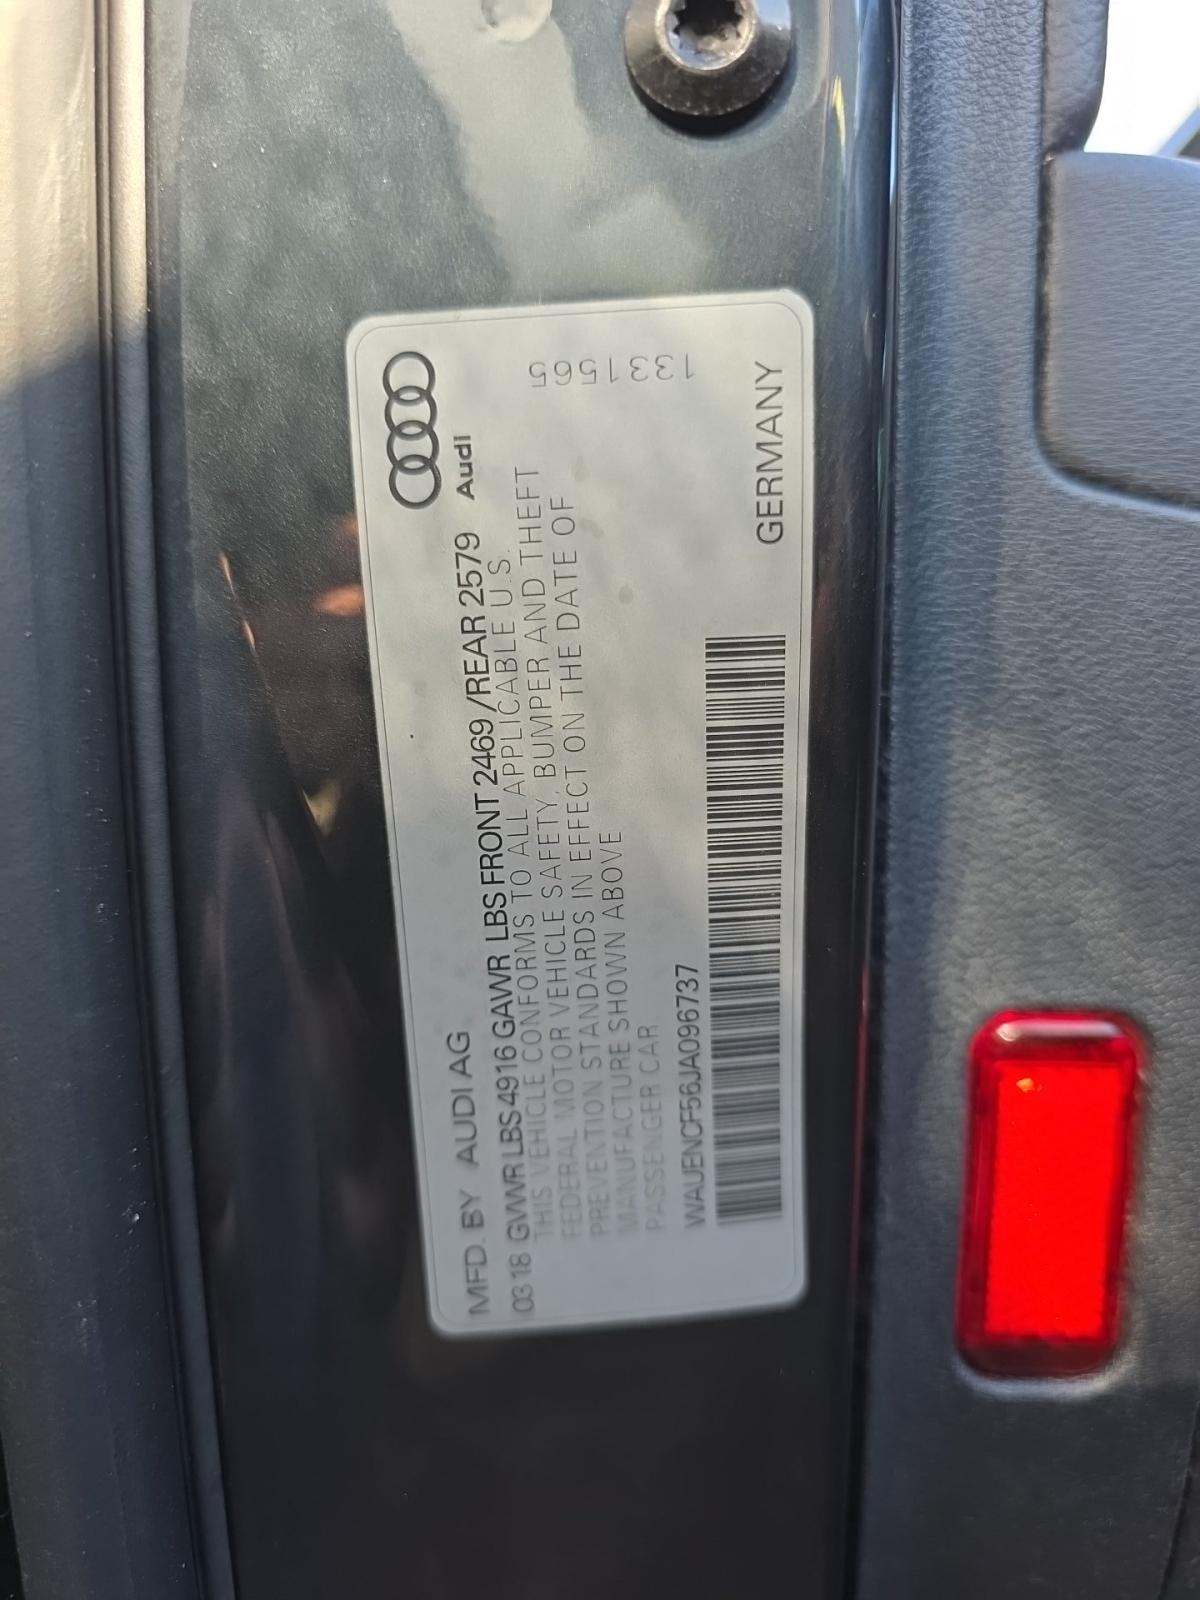 Audi
MFD. BY AUDI AG
03 18 GVWR LBS 4916 GAWR LBS FRONT 2469 /REAR 2579
THIS VEHICLE CONFORMS TO ALL APPLICABLE U.S.
FEDERAL MOTOR VEHICLE SAFETY, BUMPER AND THEFT
PREVENTION STANDARDS IN EFFECT ON THE DATE OF
MANUFACTURE SHOWN ABOVE
PASSENGER CAR
WAUENCF56JA096737
GERMANY
1331565